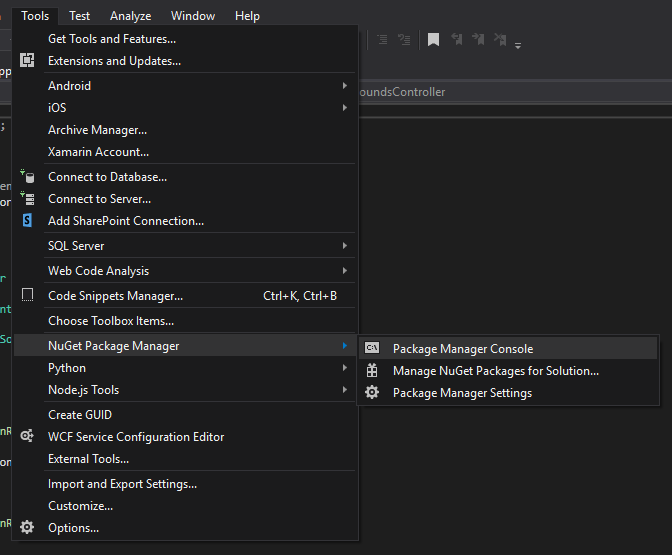 Tools Test Analyze Window Help
Get Tools and Features...
Extensions and Updates...
Android
oundsController
iOS
Archive Manager...
Xamarin Account...
Connect to Database...
Connect to Server...
Add SharePoint Connection...
SQL Server
Web Code Analysis
Code Snippets Manager... Ctrl+K, Ctrl+B
Choose Toolbox Items...
NuGet Package Manager
C:\
Package Manager Console
Manage NuGet Packages for Solution...
Package Manager Settings
Python
Node.js Tools
Create GUID
WCF Service Configuration Editor
External Tools...
Import and Export Settings...
Customize...
Options...